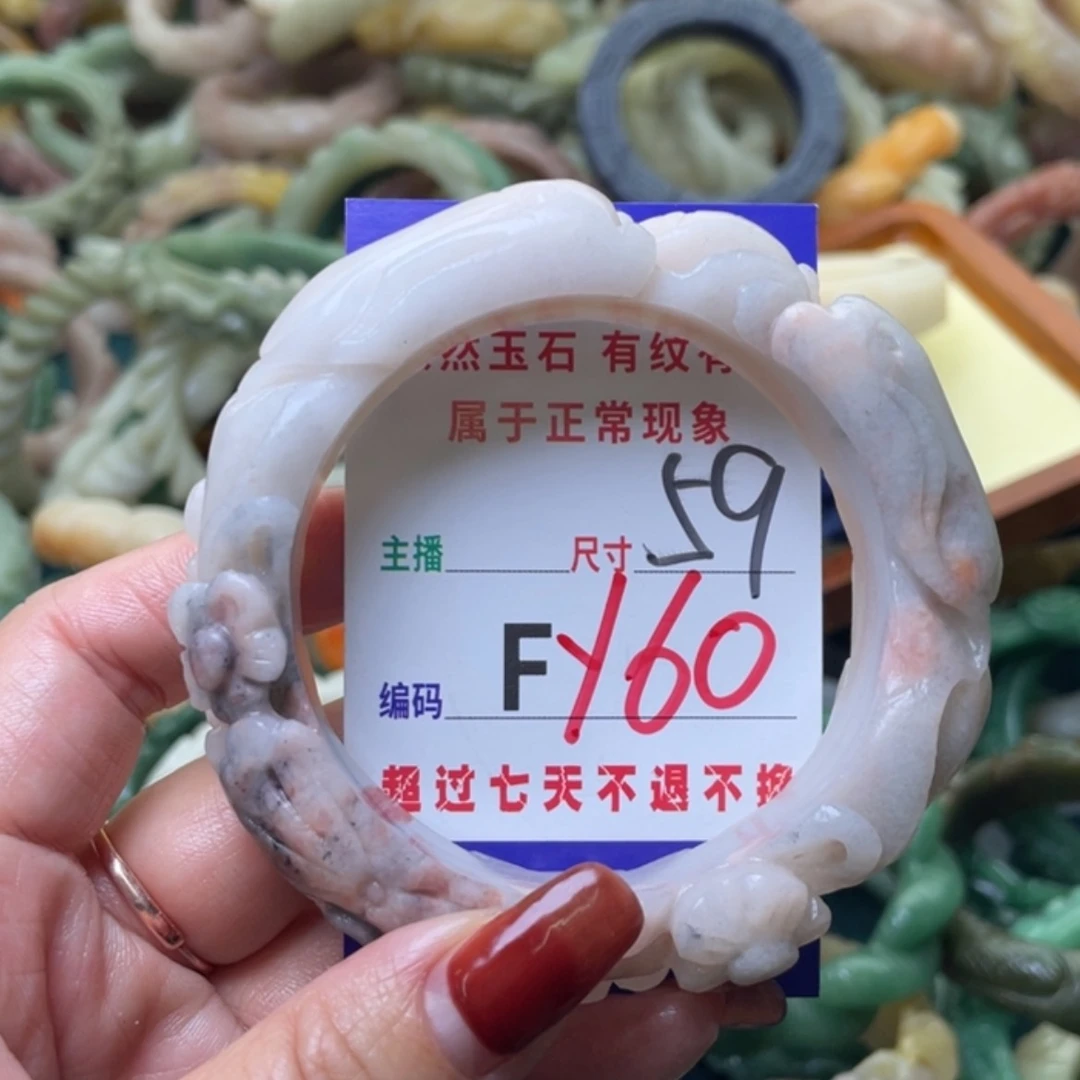 然玉石 有纹有
属于正常现象
主播 尺寸 59
编码 FY60
超过七天不退不换